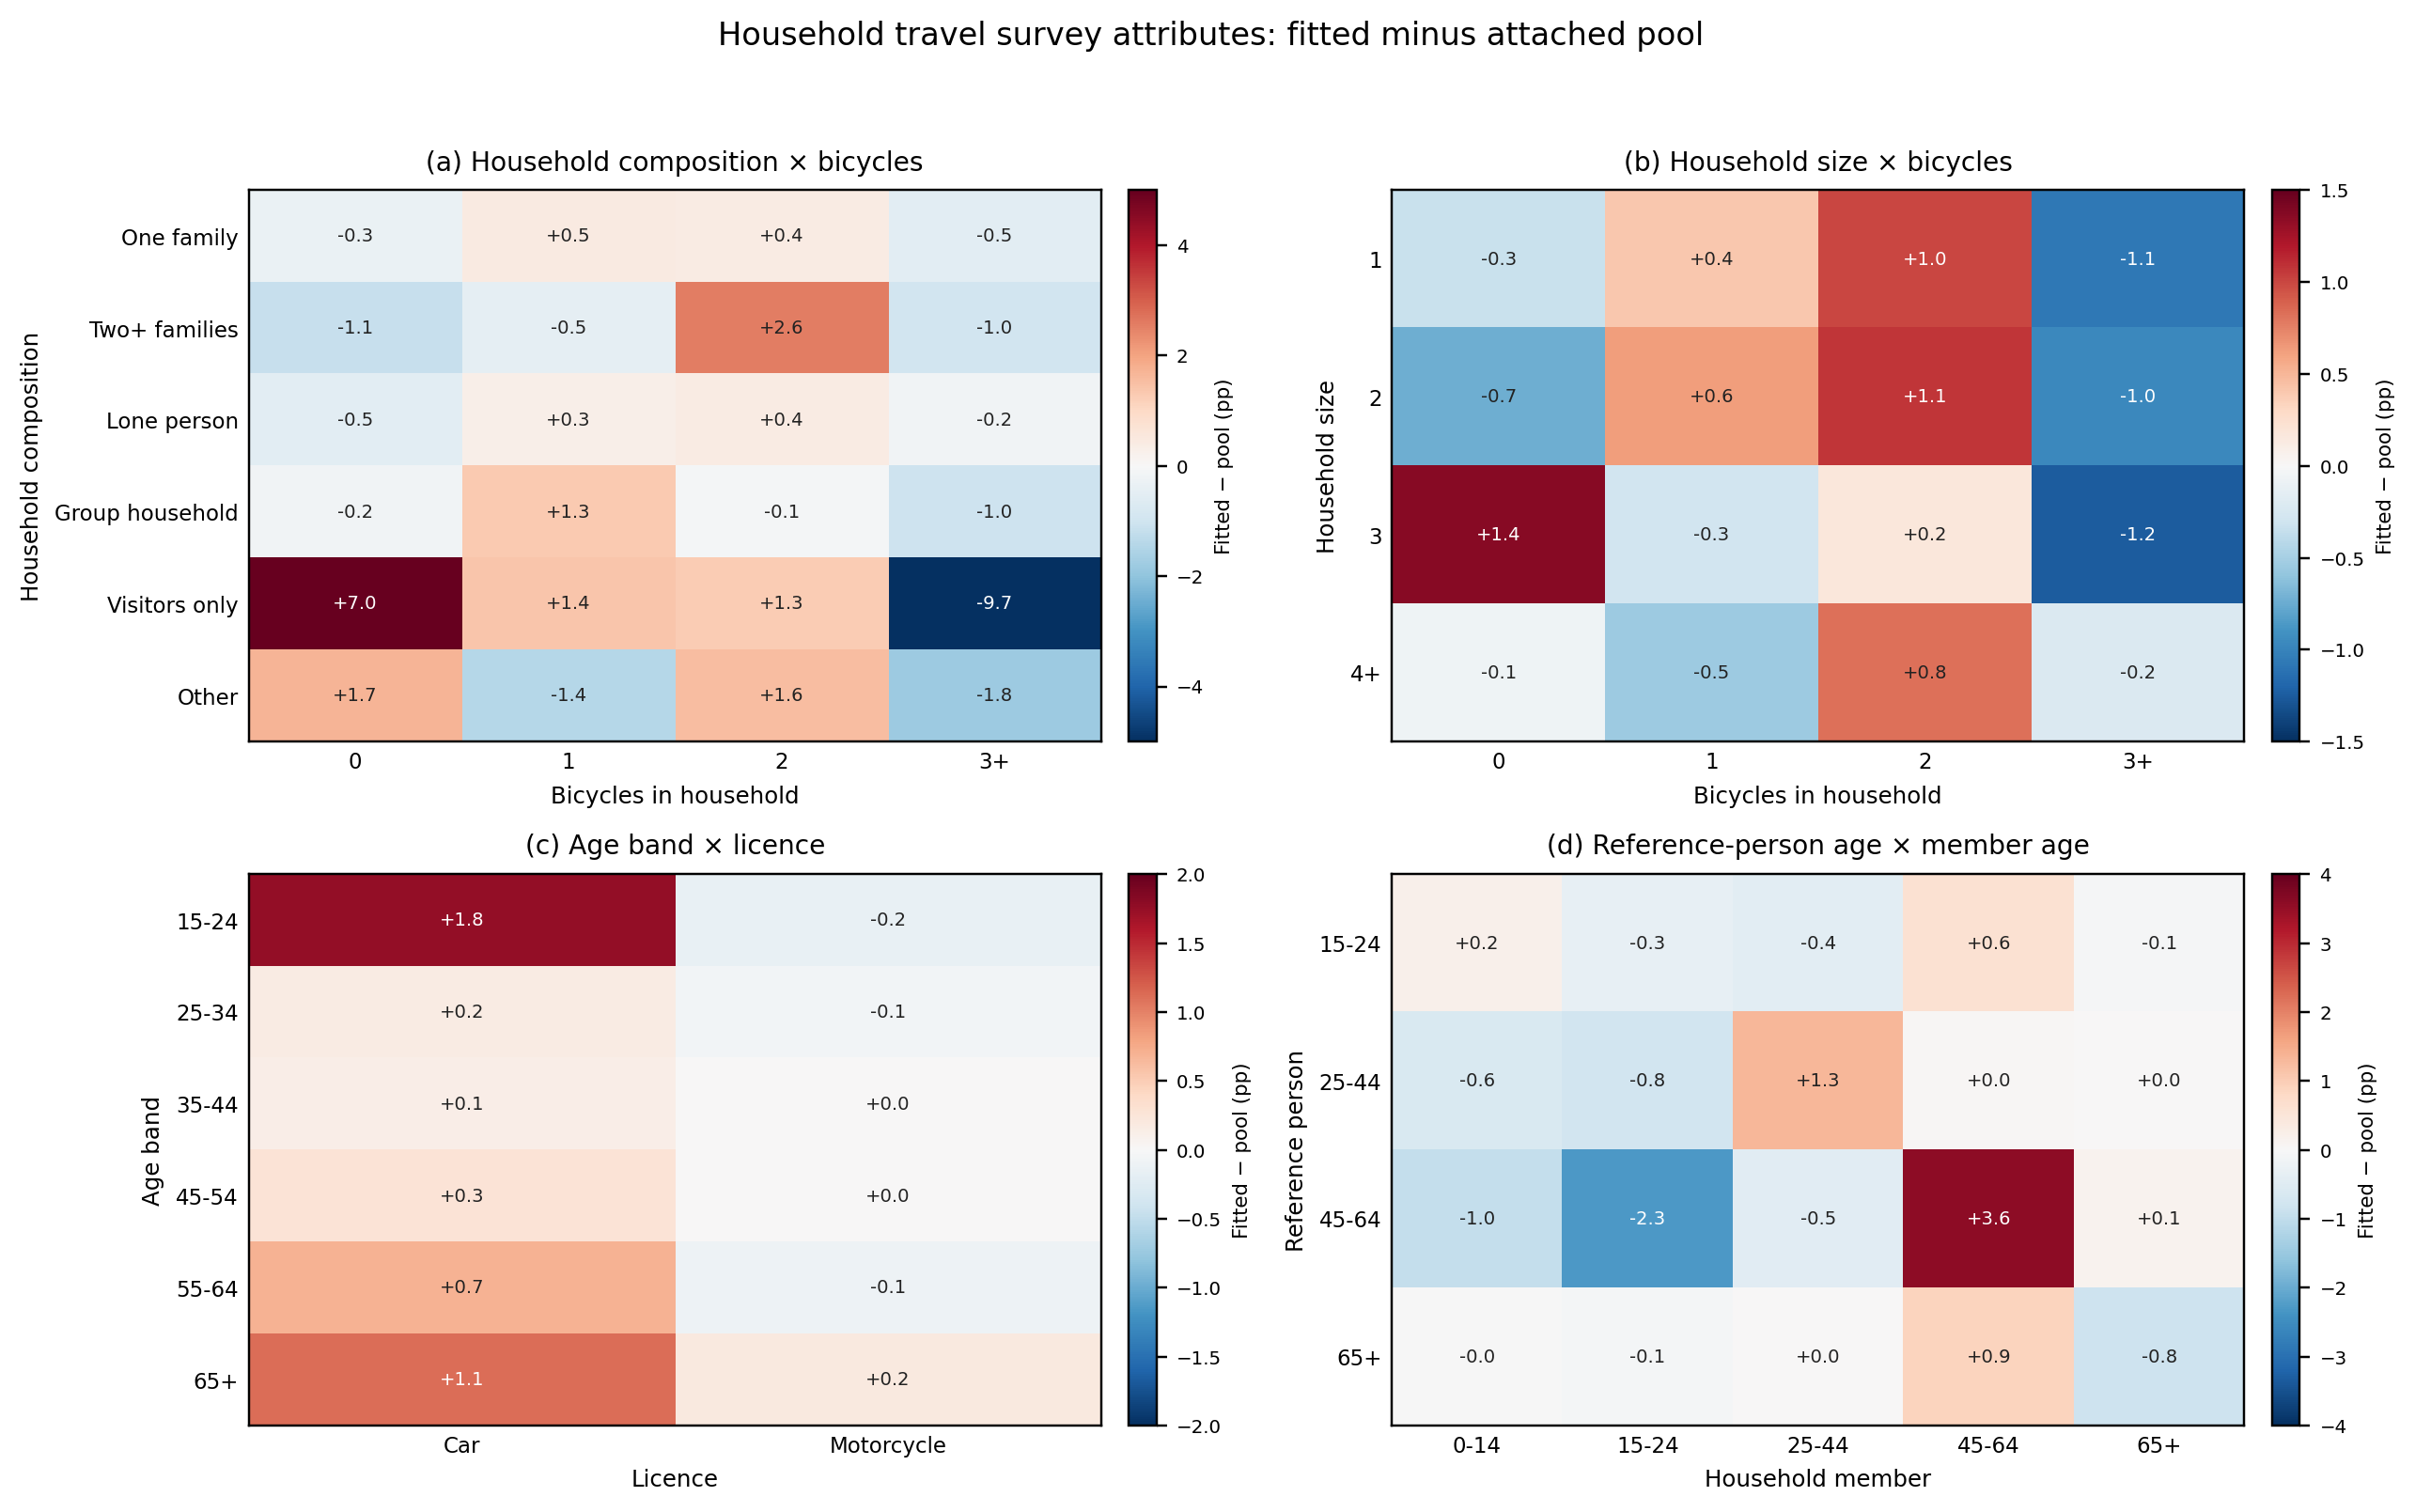 Household travel survey attributes: fitted minus attached pool
(a) Household composition × bicycles
Household composition
One family
-0.3 +0.5 +0.4 -0.5
Two+ families
-1.1 -0.5 +2.6 -1.0
Lone person
-0.5 +0.3 +0.4 -0.2
Group household
-0.2 +1.3 -0.1 -1.0
Visitors only
+7.0 +1.4 +1.3 -9.7
Other
+1.7 -1.4 +1.6 -1.8
0 1 2 3+
Bicycles in household
4
2
0
−2
−4
Fitted − pool (pp)
(b) Household size × bicycles
Household size
1
-0.3 +0.4 +1.0 -1.1
2
-0.7 +0.6 +1.1 -1.0
3
+1.4 -0.3 +0.2 -1.2
4+
-0.1 -0.5 +0.8 -0.2
0 1 2 3+
Bicycles in household
1.5
1.0
0.5
0.0
−0.5
−1.0
−1.5
Fitted − pool (pp)
(c) Age band × licence
Age band
15-24
+1.8 -0.2
25-34
+0.2 -0.1
35-44
+0.1 +0.0
45-54
+0.3 +0.0
55-64
+0.7 -0.1
65+
+1.1 +0.2
Car Motorcycle
Licence
2.0
1.5
1.0
0.5
0.0
−0.5
−1.0
−1.5
−2.0
Fitted − pool (pp)
(d) Reference-person age × member age
Reference person
15-24
+0.2 -0.3 -0.4 +0.6 -0.1
25-44
-0.6 -0.8 +1.3 +0.0 +0.0
45-64
-1.0 -2.3 -0.5 +3.6 +0.1
65+
-0.0 -0.1 +0.0 +0.9 -0.8
0-14 15-24 25-44 45-64 65+
Household member
4
3
2
1
0
−1
−2
−3
−4
Fitted − pool (pp)